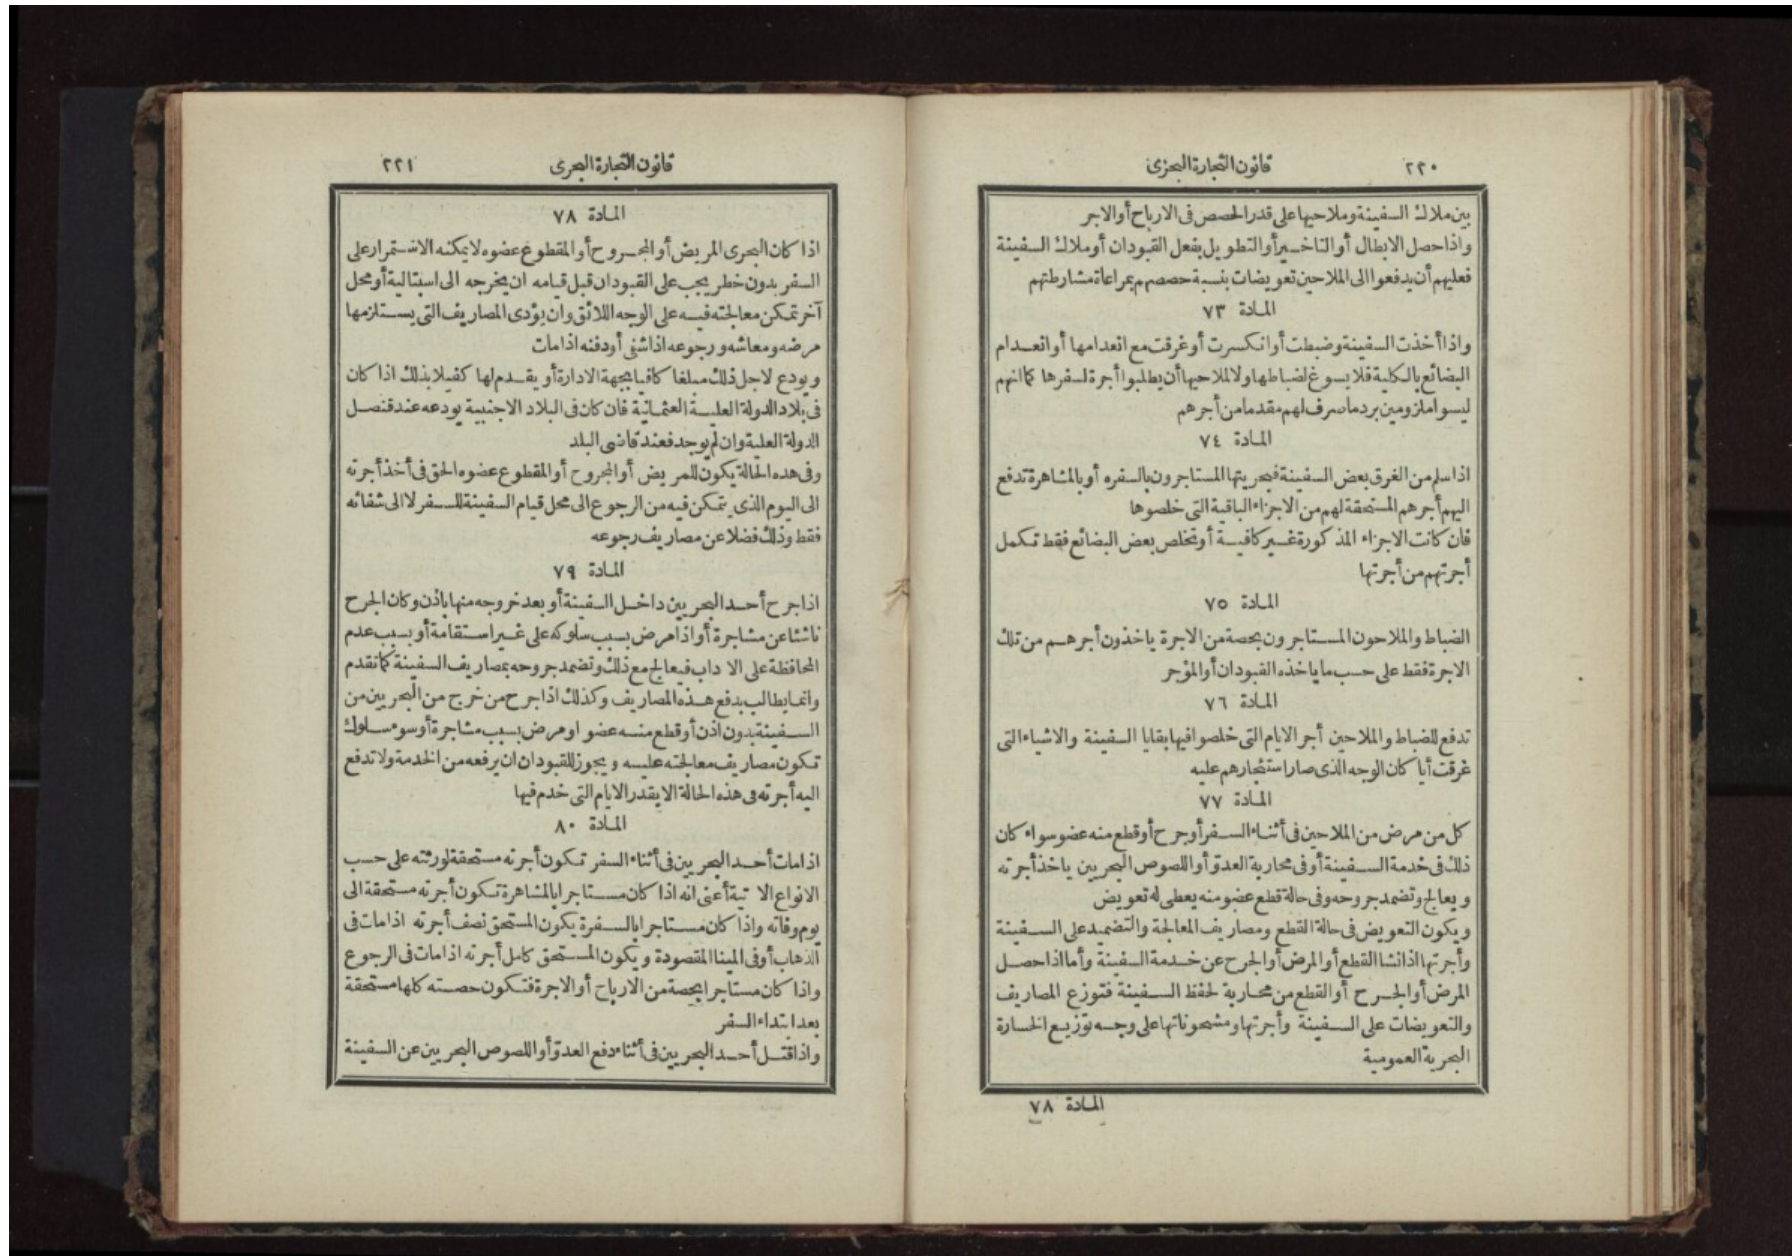 ٢٢٠
قانون التجارة البحرى
بين ملاك السفينة وملاحيها على قدر الحصص فى الارباح أو الاجر
واذا حصل الابطال أو التاخير أو التطويل بفعل القبودان أو ملاك السفينة
فعليهم أن يدفعوا الى الملاحين تعويضات بنسبة حصصهم بمراعاة مشارطتهم
المادة ٧٣
واذا أخذت السفينة وضبطت أو انكسرت أو غرقت مع انعدامها أو انعدام
البضائع بالكلية فلا يسوغ لضباطها ولا لملاحيها أن يطلبوا أجرة لسفرها كما انهم
ليسوا ملزومين برد ما صرف لهم مقدما من أجرهم
المادة ٧٤
اذا سلم من الغرق بعض السفينة فبحريتها المستاجرون بالسفره أو بالمشاهرة تدفع
اليهم أجرهم المستحقة لهم من الاجزاء الباقية التى خلصوها
فان كانت الاجزاء المذكورة غير كافية أو تخلص بعض البضائع فقط تكمل
أجرتهم من أجرتها
المادة ٧٥
الضباط والملاحون المستاجرون بحصة من الاجرة ياخذون أجرهم من تلك
الاجرة فقط على حسب ما ياخذه القبودان أو المؤجر
المادة ٧٦
تدفع للضباط والملاحين أجر الايام التى خلصوا فيها بقايا السفينة والاشياء التى
غرقت أيا كان الوجه الذى صار استئجارهم عليه
المادة ٧٧
كل من مرض من الملاحين فى أثناء السفر أو جرح أو قطع منه عضو سواء كان
ذلك فى خدمة السفينة أو فى محاربة العدوّ أو اللصوص البحريين ياخذ أجرته
ويعالج وتضمد جروحه وفى حالة قطع عضو منه يعطى له تعويض
ويكون التعويض فى حالة القطع ومصاريف المعالجة والتضميد على السفينة
وأجرتها اذا نشا القطع أو المرض أو الجرح عن خدمة السفينة وأما اذا حصل
المرض أو الجرح أو القطع من محاربة لحفظ السفينة فتوزع المصاريف
والتعويضات على السفينة وأجرتها ومشحوناتها على وجه توزيع الخسارة
البحرية العمومية
المادة ٧٨
قانون التجارة البحرى
٢٢١
المادة ٧٨
اذا كان البحرى المريض أو المجروح أو المقطوع عضوه لا يمكنه الاستمرار على
السفر بدون خطر يجب على القبودان قبل قيامه ان يخرجه الى اسبتالية أو محل
آخر تمكن معالجته فيه على الوجه اللائق وان يؤدى المصاريف التى يستلزمها
مرضه ومعاشه ورجوعه اذا شفى أو دفنه اذا مات
ويودع لاجل ذلك مبلغا كافيا بجهة الادارة أو يقدم لها كفيلا بذلك اذا كان
فى بلاد الدولة العلية العثمانية فان كان فى البلاد الاجنبية يودعه عند قنصل
الدولة العلية وان لم يوجد فعند قاضى البلد
وفى هذه الحالة يكون للمريض أو المجروح أو المقطوع عضوه الحق فى أخذ أجرته
الى اليوم الذى يتمكن فيه من الرجوع الى محل قيام السفينة للسفر لا الى شفائه
فقط وذلك فضلا عن مصاريف رجوعه
المادة ٧٩
اذا جرح أحد البحريين داخل السفينة أو بعد خروجه منها باذن وكان الجرح
ناشئا عن مشاجرة أو اذا مرض بسبب سلوكه على غير استقامة أو بسبب عدم
المحافظة على الاداب فيعالج مع ذلك وتضمد جروحه بمصاريف السفينة كما تقدم
وانما يطالب بدفع هذه المصاريف وكذلك اذا جرح من خرج من البحريين من
السفينة بدون اذن أو قطع منه عضو او مرض بسبب مشاجرة أو سوء سلوك
تكون مصاريف معالجته عليه ويجوز للقبودان ان يرفعه من الخدمة ولا تدفع
اليه أجرته فى هذه الحالة الا بقدر الايام التى خدم فيها
المادة ٨٠
اذا مات أحد البحريين فى أثناء السفر تكون أجرته مستحقة لورثته على حسب
الانواع الا تية أعنى انه اذا كان مستاجرا بالمشاهرة تكون أجرته مستحقة الى
يوم وفاته واذا كان مستاجرا بالسفرة يكون المستحق نصف أجرته اذا مات فى
الذهاب أو فى المينا المقصودة ويكون المستحق كامل أجرته اذا مات فى الرجوع
واذا كان مستاجرا بحصة من الارباح أو الاجرة فتكون حصته كلها مستحقة
بعد ابتداء السفر
واذا قتل أحد البحريين فى أثناء دفع العدوّ أو اللصوص البحريين عن السفينة